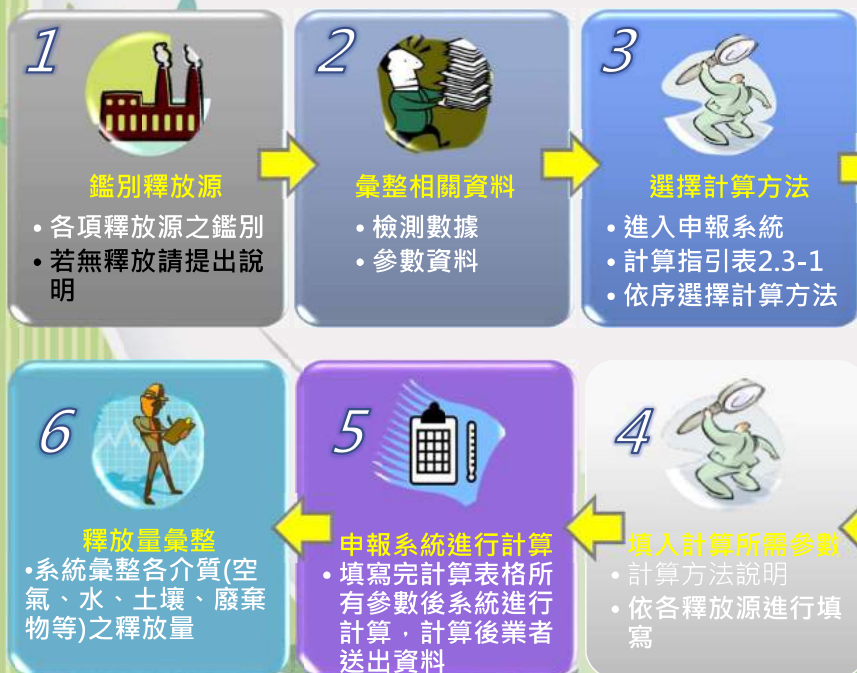 1
鑑別釋放源
• 各項釋放源之鑑別
• 若無釋放請提出說
明
2
彙整相關資料
• 檢測數據
• 參數資料
3
選擇計算方法
• 進入申報系統
• 計算指引表2.3-1
• 依序選擇計算方法
4
填入計算所需參數
• 計算方法說明
• 依各釋放源進行填
寫
5
申報系統進行計算
• 填寫完計算表格所
有參數後系統進行
計算，計算後業者
送出資料
6
釋放量彙整
•系統彙整各介質(空
氣、水、土壤、廢棄
物等)之釋放量